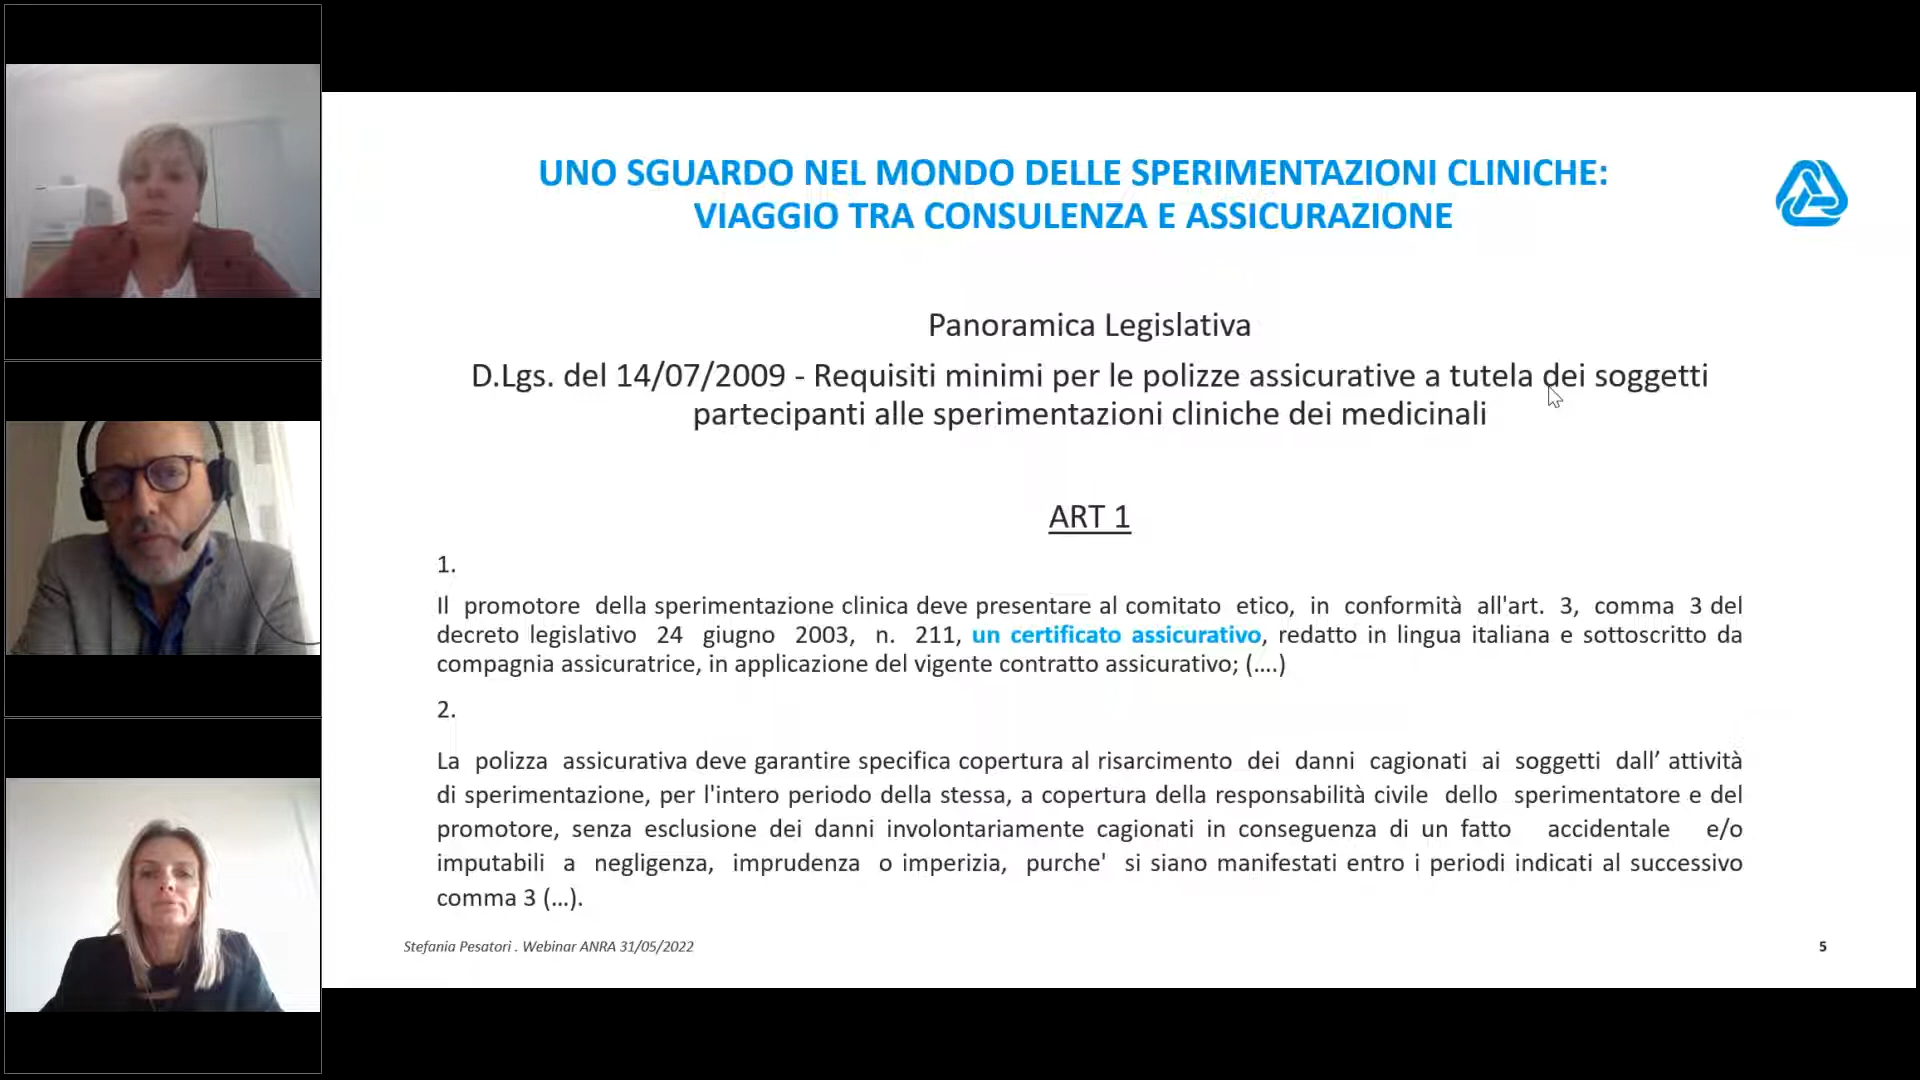 UNO SGUARDO NEL MONDO DELLE SPERIMENTAZIONI CLINICHE:
VIAGGIO TRA CONSULENZA E ASSICURAZIONE
Panoramica Legislativa
D.Lgs. del 14/07/2009 - Requisiti minimi per le polizze assicurative a tutela dei soggetti
partecipanti alle sperimentazioni cliniche dei medicinali
ART 1
1.
Il promotore della sperimentazione clinica deve presentare al comitato etico, in conformità all'art. 3, comma 3 del
decreto legislativo 24 giugno 2003, n. 211, un certificato assicurativo, redatto in lingua italiana e sottoscritto da
compagnia assicuratrice, in applicazione del vigente contratto assicurativo; (....)
2.
La polizza assicurativa deve garantire specifica copertura al risarcimento dei danni cagionati ai soggetti dall’ attività
di sperimentazione, per l'intero periodo della stessa, a copertura della responsabilità civile dello sperimentatore e del
promotore, senza esclusione dei danni involontariamente cagionati in conseguenza di un fatto accidentale e/o
imputabili a negligenza, imprudenza o imperizia, purche' si siano manifestati entro i periodi indicati al successivo
comma 3 (...).
Stefania Pesatori . Webinar ANRA 31/05/2022
5